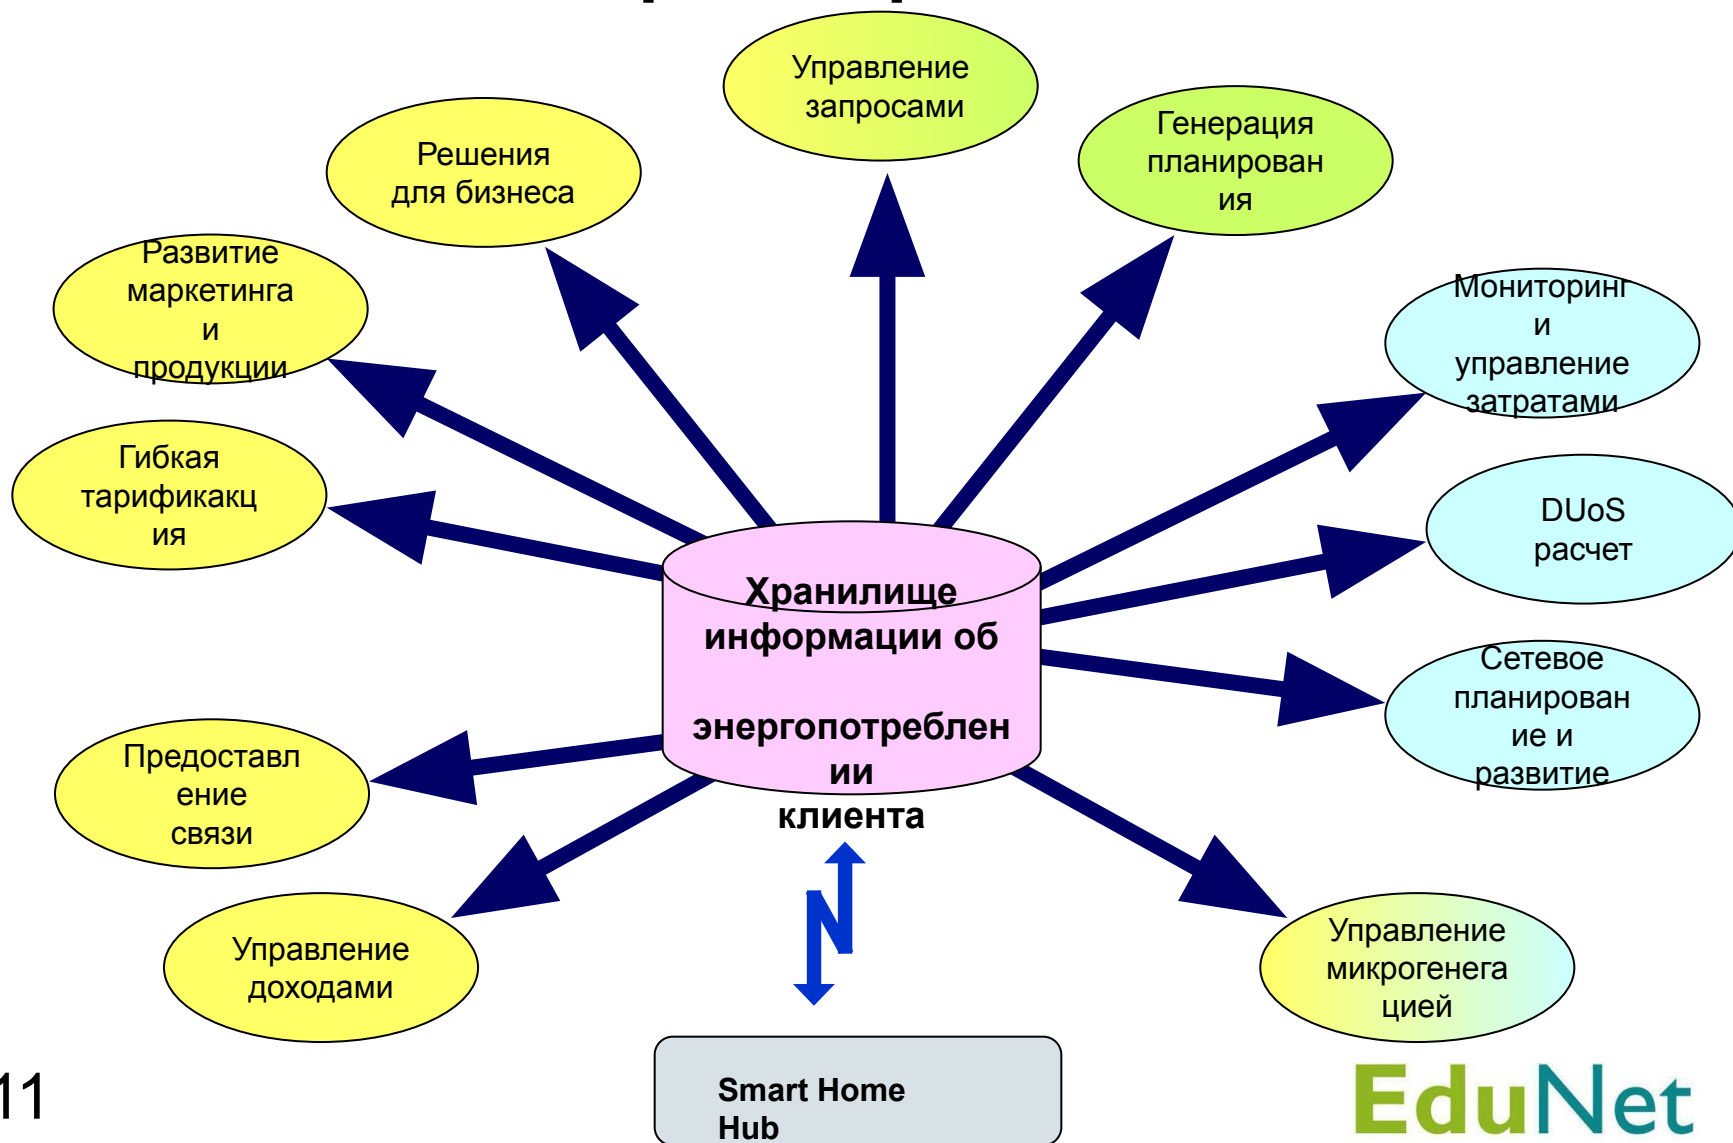 Управление
запросами
Генерация
планирован
ия
Решения
для бизнеса
Развитие
маркетинга
и
продукции
Мониторинг
и
управление
затратами
Гибкая
тарификакц
ия
DUoS
расчет
Хранилище
информации об
энергопотреблен
ии
клиента
Сетевое
планирован
ие и
развитие
Предоставл
ение
связи
Управление
доходами
Управление
микрогенега
цией
Smart Home
Hub
11
EduNet